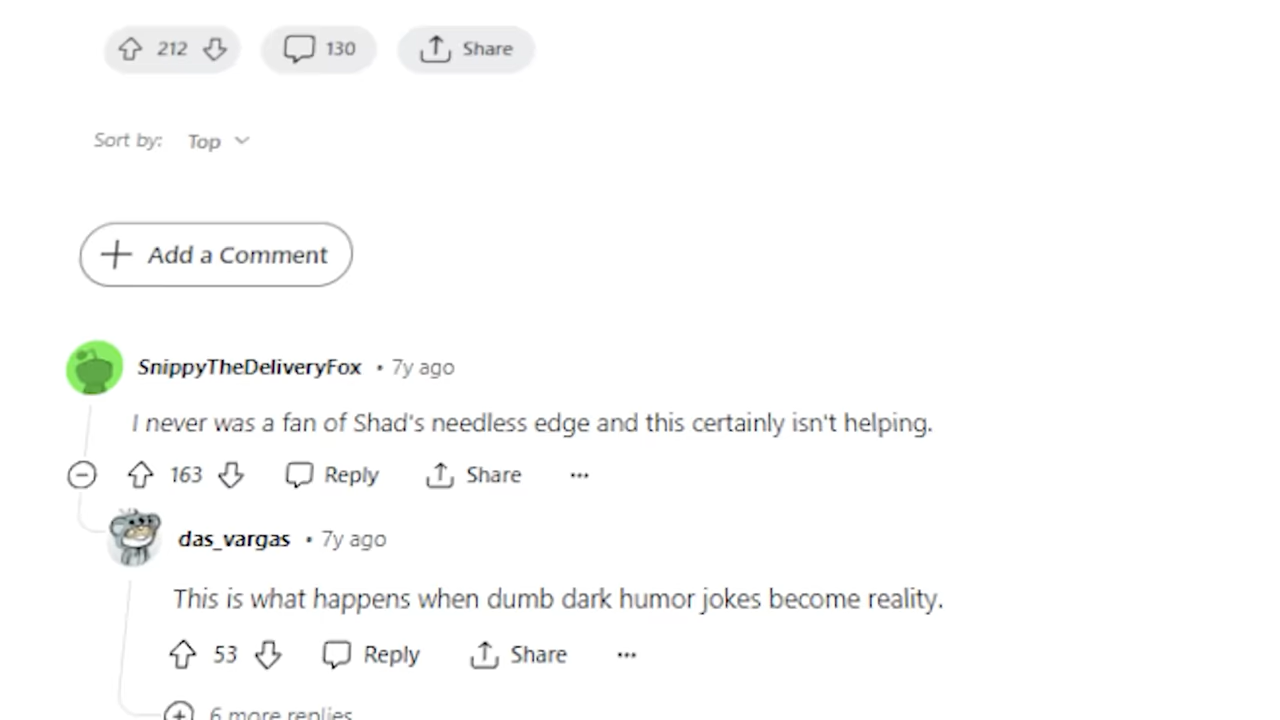 212 130 Share
Sort by: Top
Add a Comment
SnippyTheDeliveryFox • 7y ago
I never was a fan of Shad's needless edge and this certainly isn't helping.
163 Reply Share ...
das_vargas • 7y ago
This is what happens when dumb dark humor jokes become reality.
53 Reply Share ...
6 more replies